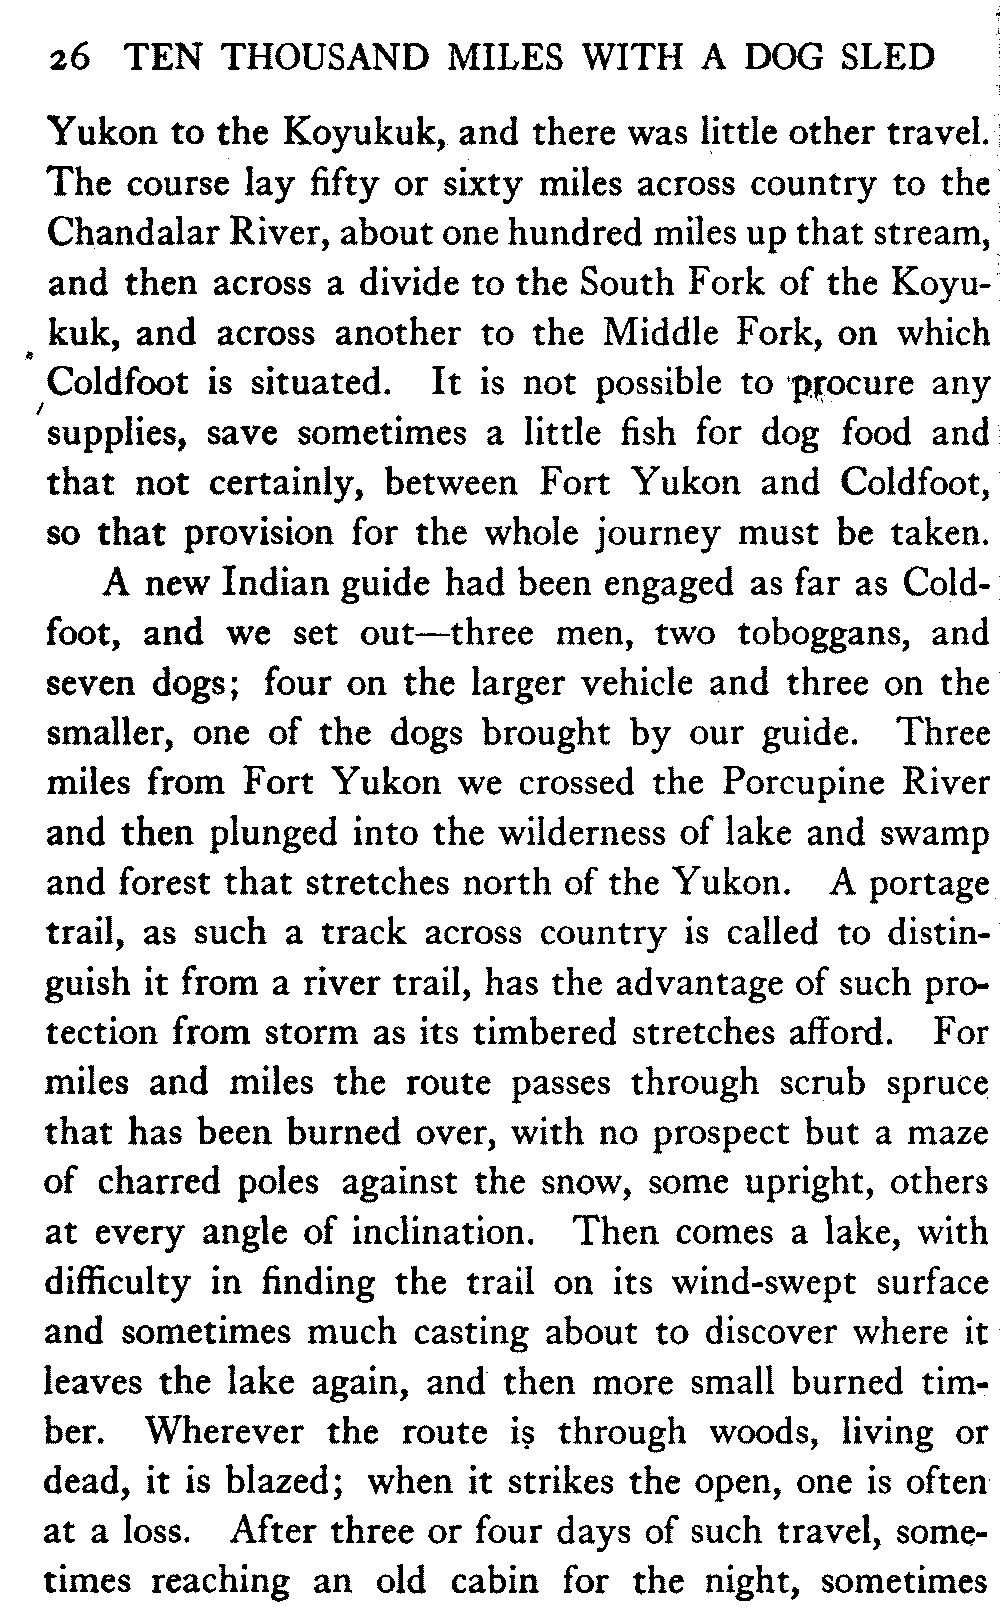 26 TEN THOUSAND MILES WITH A DOG SLED
Yukon to the Koyukuk, and there was little other travel.
The course lay fifty or sixty miles across country to the
Chandalar River, about one hundred miles up that stream,
and then across a divide to the South Fork of the Koyu-
kuk, and across another to the Middle Fork, on which
Coldfoot is situated. It is not possible to procure any
supplies, save sometimes a little fish for dog food and
that not certainly, between Fort Yukon and Coldfoot,
so that provision for the whole journey must be taken.
A new Indian guide had been engaged as far as Cold-
foot, and we set out—three men, two toboggans, and
seven dogs; four on the larger vehicle and three on the
smaller, one of the dogs brought by our guide. Three
miles from Fort Yukon we crossed the Porcupine River
and then plunged into the wilderness of lake and swamp
and forest that stretches north of the Yukon. A portage
trail, as such a track across country is called to distin-
guish it from a river trail, has the advantage of such pro-
tection from storm as its timbered stretches afford. For
miles and miles the route passes through scrub spruce
that has been burned over, with no prospect but a maze
of charred poles against the snow, some upright, others
at every angle of inclination. Then comes a lake, with
difficulty in finding the trail on its wind-swept surface
and sometimes much casting about to discover where it
leaves the lake again, and then more small burned tim-
ber. Wherever the route is through woods, living or
dead, it is blazed; when it strikes the open, one is often
at a loss. After three or four days of such travel, some-
times reaching an old cabin for the night, sometimes